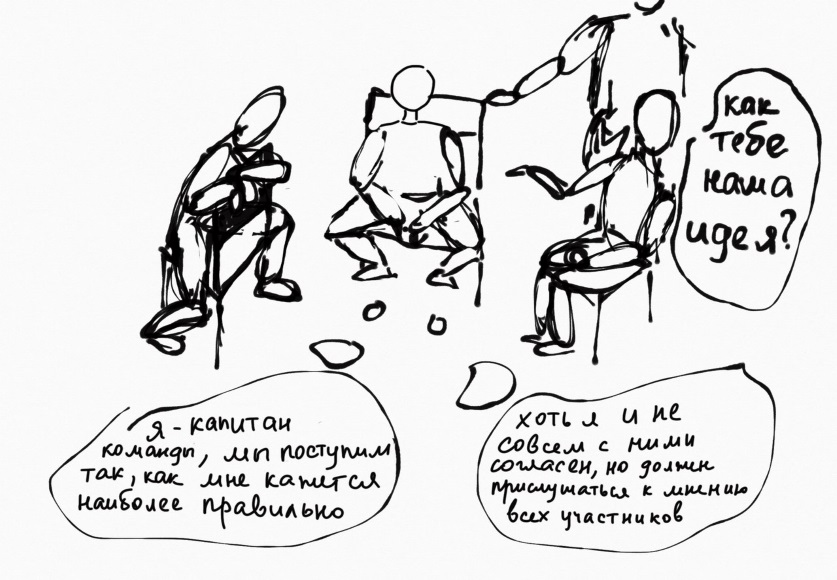 как
тебе
наша
идея?
я - капитан
команды, мы поступим
так, как мне кажется
наиболее правильно
хоть я и не
совсем с ними
согласен, но должен
прислушаться к мнению
всех участников